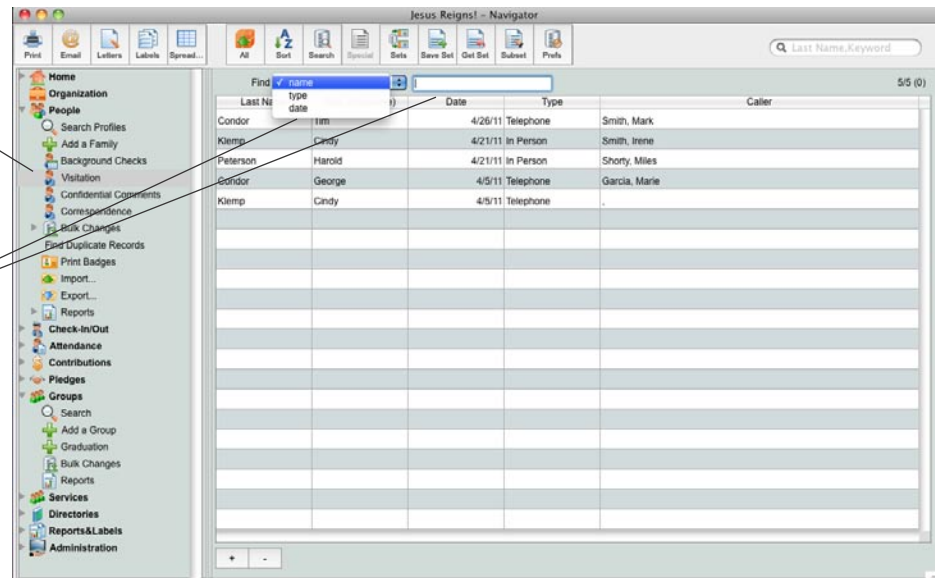 Jesus Reigns! - Navigator
Print Email Letters Labels Spread... All Sort Search Special Sets Save Set Get Set Subset Prefs Last Name,Keyword
Home
Organization
People
Search Profiles
Add a Family
Background Checks
Visitation
Confidential Comments
Correspondence
Bulk Changes
Find Duplicate Records
Print Badges
Import...
Export...
Reports
Check-In/Out
Attendance
Contributions
Pledges
Groups
Search
Add a Group
Graduation
Bulk Changes
Reports
Services
Directories
Reports&Labels
Administration
Find ✓ name 5/5 (0)
type
date
Last Na Date Type Caller
Condor Tim 4/26/11 Telephone Smith, Mark
Klemp Cindy 4/21/11 In Person Smith, Irene
Peterson Harold 4/21/11 In Person Shorty, Miles
Condor George 4/5/11 Telephone Garcia, Marie
Klemp Cindy 4/5/11 Telephone ,
+ -